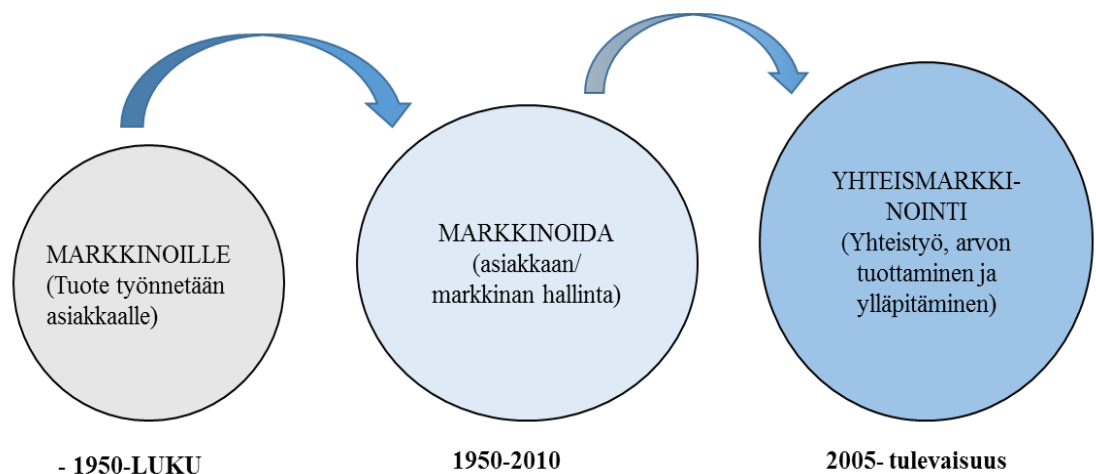 MARKKINOILLE
(Tuote työnnetään
asiakkaalle)
MARKKINOIDA
(asiakkaan/
markkinan hallinta)
YHTEISMARKKI-
NOINTI
(Yhteistyö, arvon
tuottaminen ja
ylläpitäminen)
- 1950-LUKU
1950-2010
2005- tulevaisuus